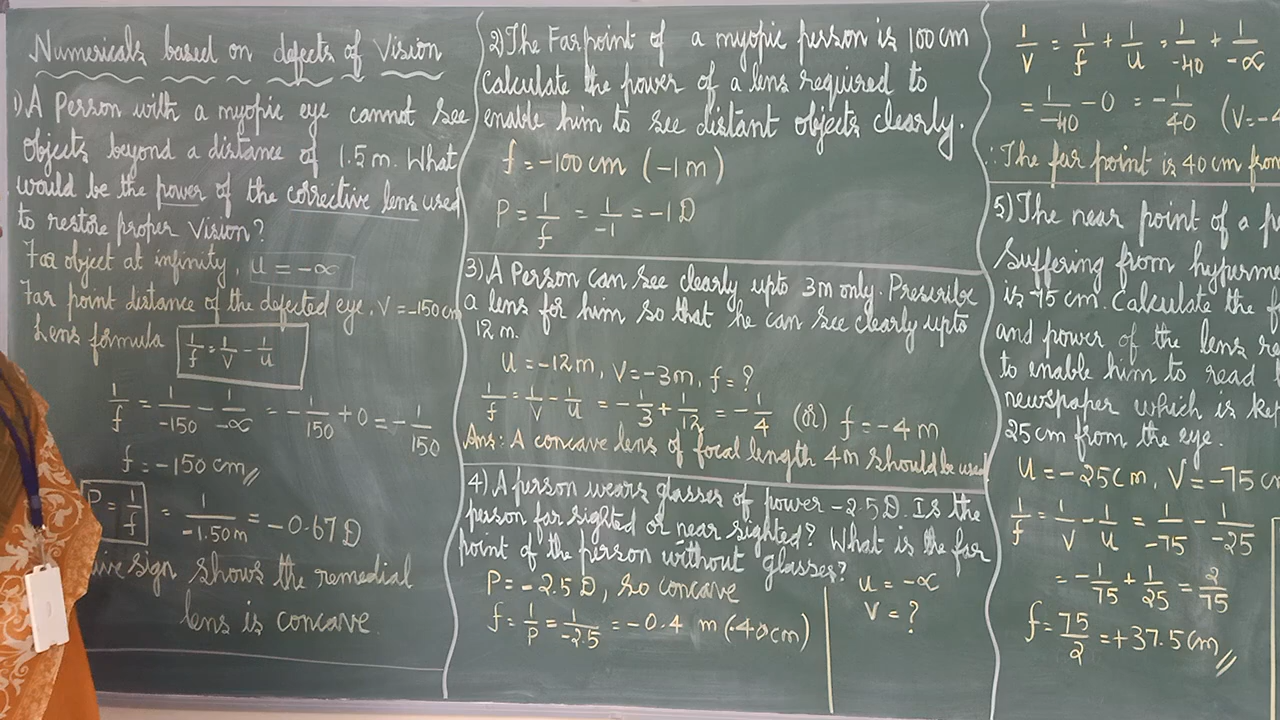 Numericals based on defects of Vision
1) A Person with a myopic eye cannot see
Objects beyond a distance of 1.5 m. What
would be the power of the corrective lens used
to restore proper Vision?
For object at infinity, u = -∝
Far point distance of the defected eye, V = -150 cm
Lens formula 1/f = 1/v - 1/u
1/f = 1/-150 - 1/-∝ = -1/150 + 0 = -1/150
f = -150 cm//
P = 1/f = 1/-1.50m = -0.67 D
ive sign shows the remedial
lens is concave.
2) The Far point of a myopic person is 100 cm
Calculate the power of a lens required to
enable him to see distant objects clearly.
f = -100 cm (-1 m)
P = 1/f = 1/-1 = -1 D
3) A Person can see clearly upto 3m only. Prescribe
a lens for him so that he can see clearly upto
12 m.
u = -12 m, V = -3m, f = ?
1/f = 1/v - 1/u = -1/3 + 1/12 = -1/4 (or) f = -4 m
Ans: A concave lens of focal length 4m should be used
4) A person wears glasses of power -2.5 D. Is the
person far sighted or near sighted? What is the far
point of the person without glasses?
P = -2.5 D, so concave
f = 1/P = 1/-2.5 = -0.4 m (-40cm)
u = -∝
V = ?
1/v = 1/f + 1/u = 1/-40 + 1/-∝
= 1/-40 - 0 = -1/40 (V = -4
∴ The far point is 40 cm from
5) The near point of a p
Suffering from hyperme
is 75 cm. Calculate the f
and power of the lens re
to enable him to read
newspaper which is kep
25 cm from the eye.
u = -25 cm, V = -75 c
1/f = 1/v - 1/u = 1/-75 - 1/-25
= -1/75 + 1/25 = 2/75
f = 75/2 = +37.5 cm//